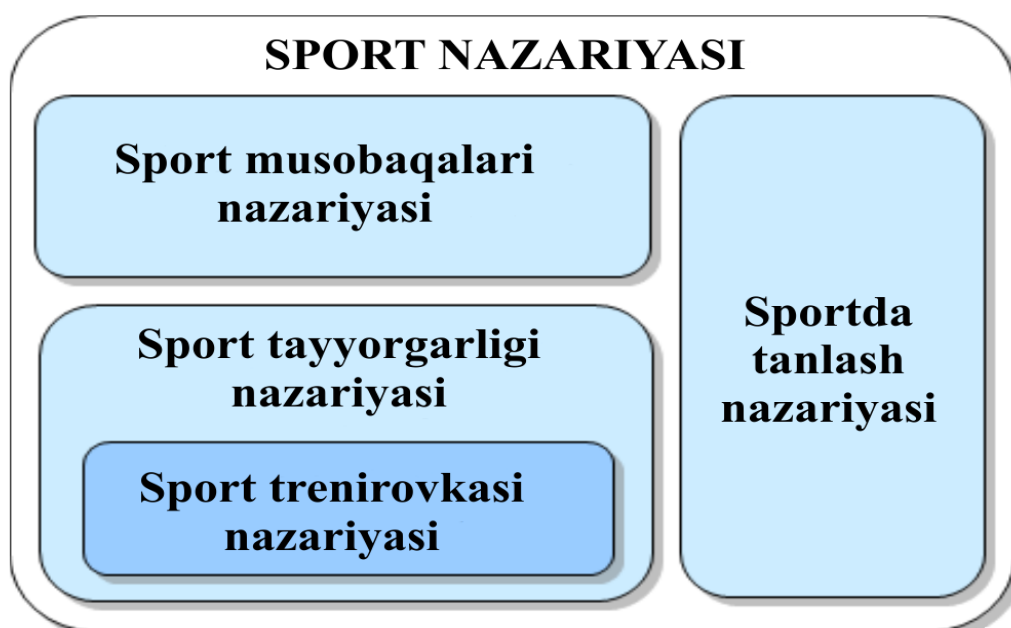 SPORT NAZARIYASI
Sport musobaqalari
nazariyasi
Sport tayyorgarligi
nazariyasi
Sport trenirovkasi
nazariyasi
Sportda
tanlash
nazariyasi